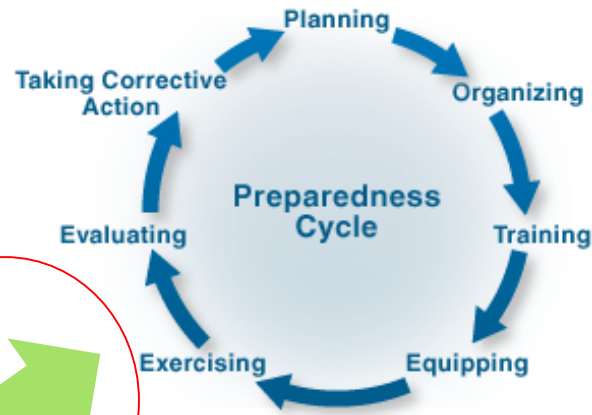 Planning
Organizing
Training
Equipping
Exercising
Evaluating
Taking Corrective
Action
Preparedness
Cycle